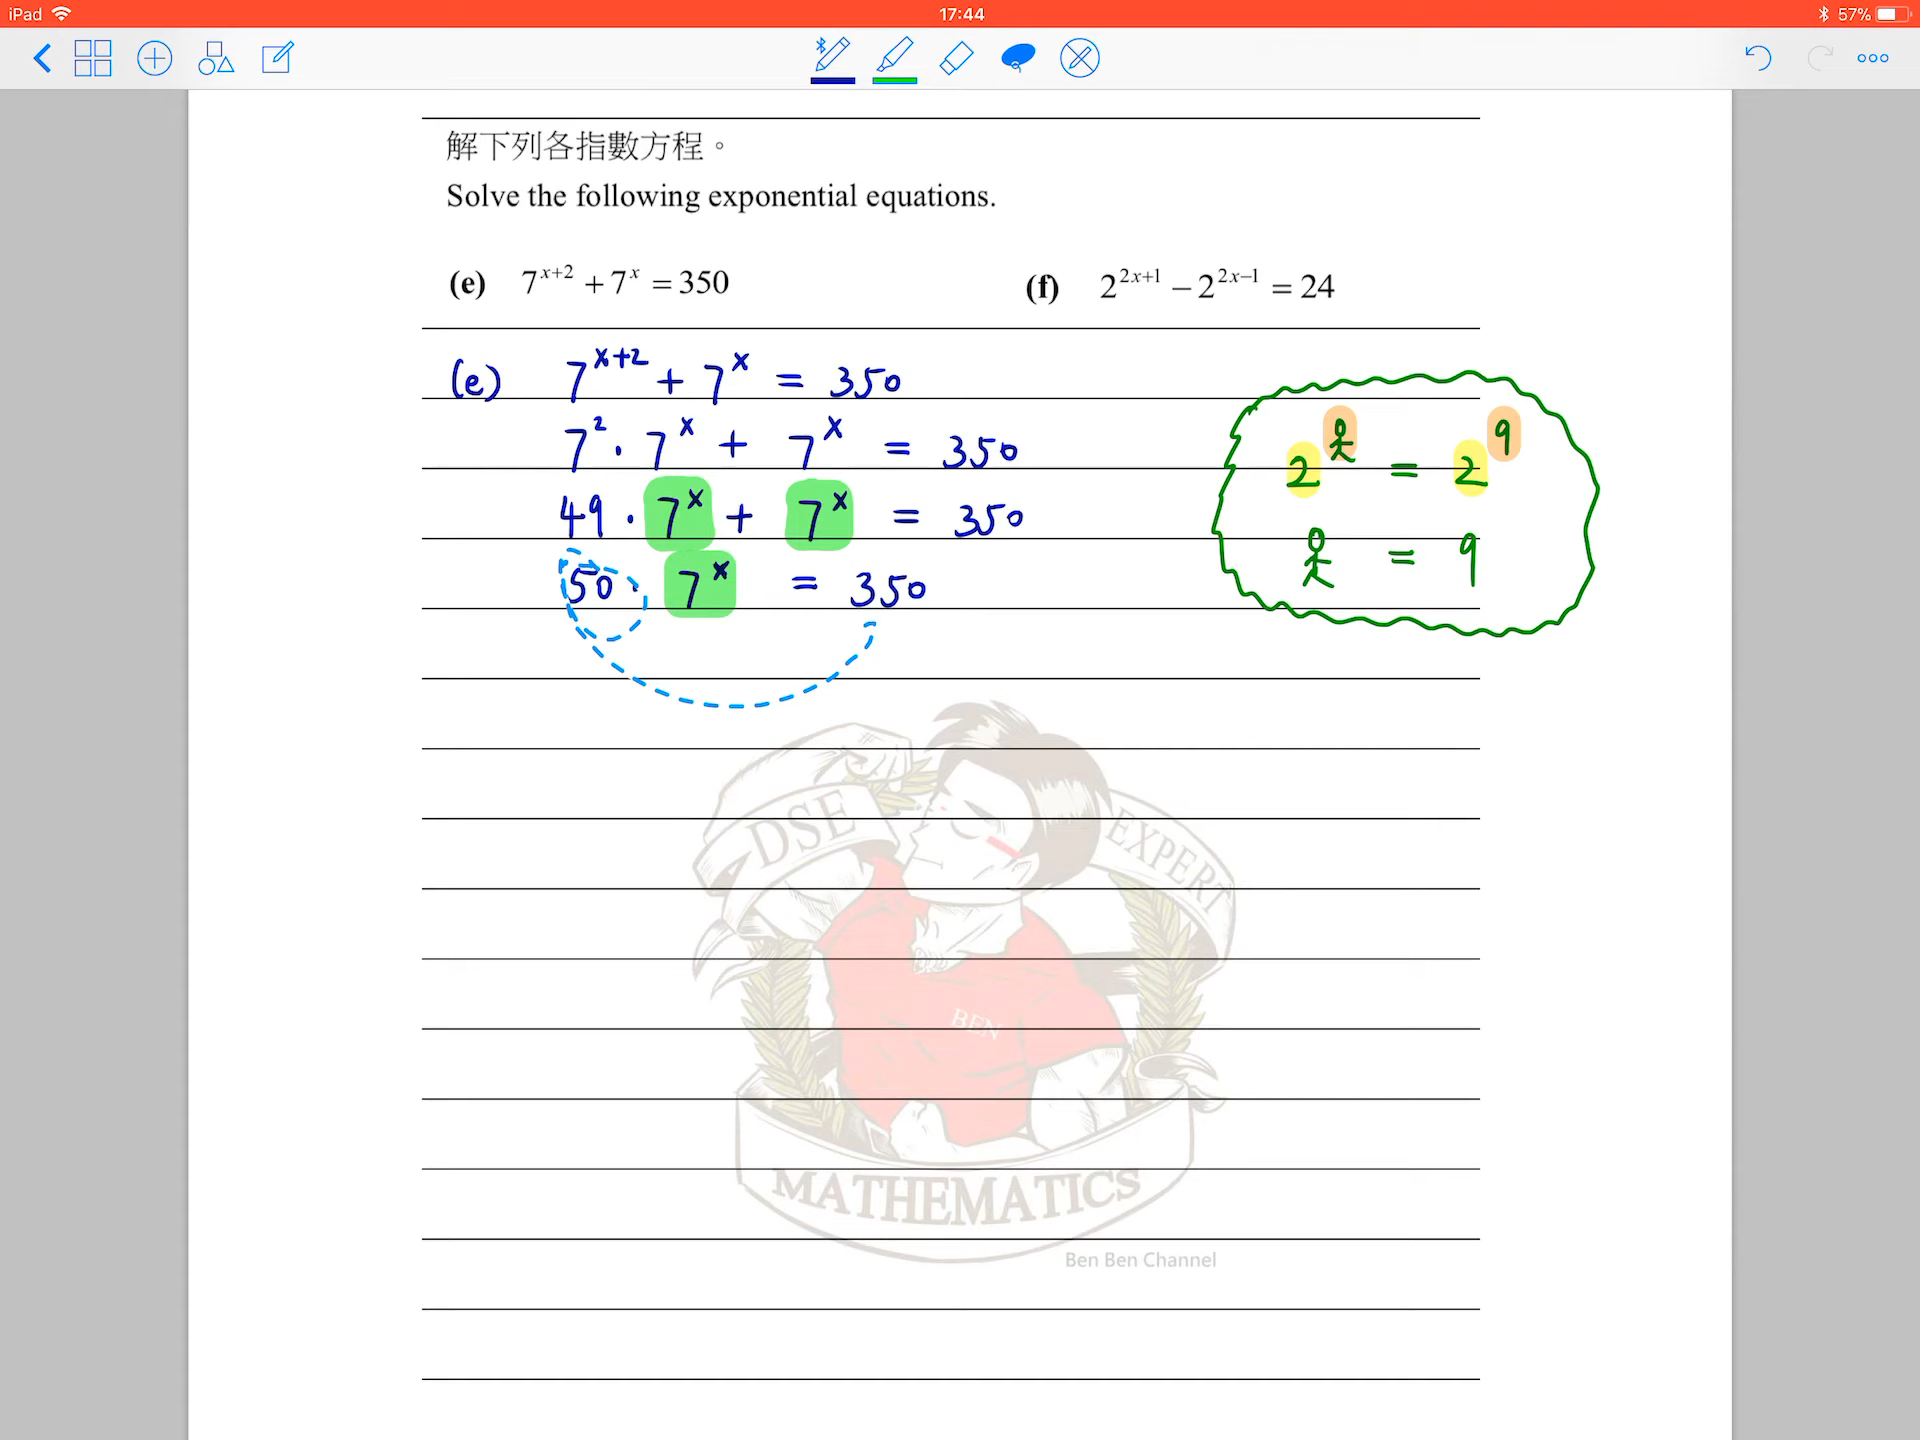 iPad 17:44 57%
解下列各指數方程。
Solve the following exponential equations.
(e) 7^{x+2} + 7^x = 350 (f) 2^{2x+1} − 2^{2x−1} = 24
(e) 7^{x+2} + 7^x = 350
7^2 · 7^x + 7^x = 350
49 · 7^x + 7^x = 350
50 · 7^x = 350
2^웃 = 2^9
웃 = 9
DSE EXPERT
BEN
MATHEMATICS
Ben Ben Channel